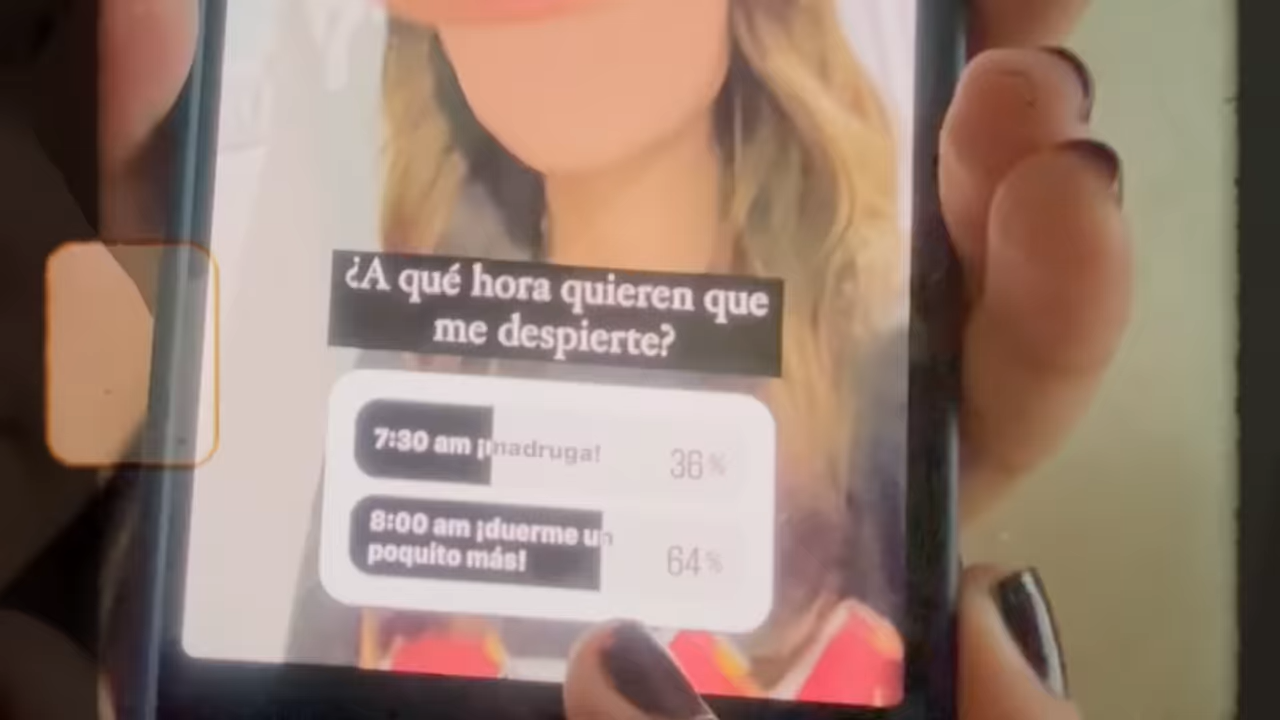 ¿A qué hora quieren que
me despierte?
7:30 am ¡madruga! 36%
8:00 am ¡duerme un
poquito más! 64%